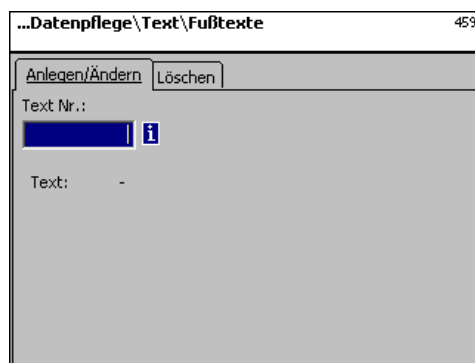 ...Datenpflege\Text\Fußtexte 459
Anlegen/Ändern Löschen
Text Nr.:
i
Text: -